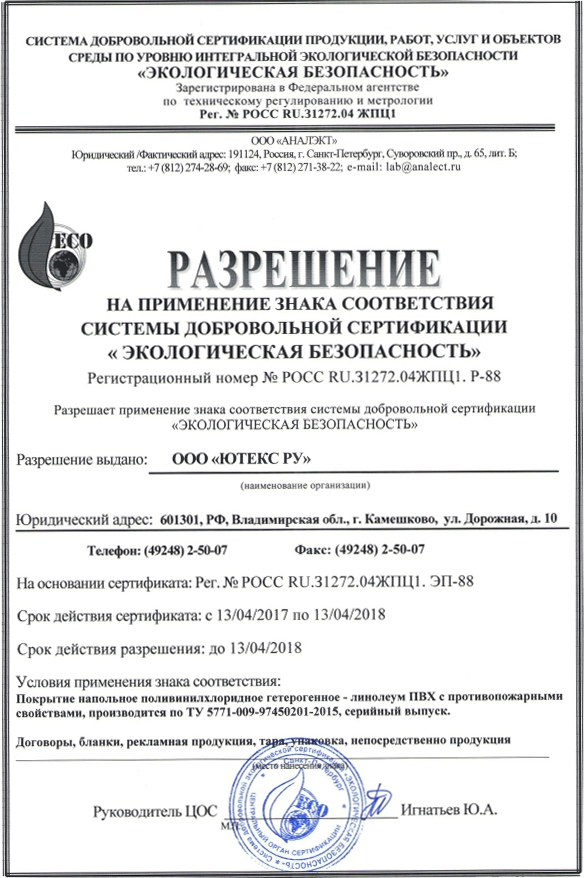 СИСТЕМА ДОБРОВОЛЬНОЙ СЕРТИФИКАЦИИ ПРОДУКЦИИ, РАБОТ, УСЛУГ И ОБЪЕКТОВ
СРЕДЫ ПО УРОВНЮ ИНТЕГРАЛЬНОЙ ЭКОЛОГИЧЕСКОЙ БЕЗОПАСНОСТИ
«ЭКОЛОГИЧЕСКАЯ БЕЗОПАСНОСТЬ»
Зарегистрирована в Федеральном агентстве
по техническому регулированию и метрологии
Рег. № РОСС RU.31272.04 ЖПЦ1
ООО «АНАЛЭКТ»
Юридический /Фактический адрес: 191124, Россия, г. Санкт-Петербург, Суворовский пр., д. 65, лит. Б;
тел.: +7 (812) 274-28-69; факс: +7 (812) 271-38-22; e-mail: lab@analect.ru
ECO
РАЗРЕШЕНИЕ
НА ПРИМЕНЕНИЕ ЗНАКА СООТВЕТСТВИЯ
СИСТЕМЫ ДОБРОВОЛЬНОЙ СЕРТИФИКАЦИИ
« ЭКОЛОГИЧЕСКАЯ БЕЗОПАСНОСТЬ»
Регистрационный номер № РОСС RU.31272.04ЖПЦ1. Р-88
Разрешает применение знака соответствия системы добровольной сертификации
«ЭКОЛОГИЧЕСКАЯ БЕЗОПАСНОСТЬ»
Разрешение выдано: ООО «ЮТЕКС РУ»
(наименование организации)
Юридический адрес: 601301, РФ, Владимирская обл., г. Камешково, ул. Дорожная, д. 10
Телефон: (49248) 2-50-07 Факс: (49248) 2-50-07
На основании сертификата: Рег. № РОСС RU.31272.04ЖПЦ1. ЭП-88
Срок действия сертификата: с 13/04/2017 по 13/04/2018
Срок действия разрешения: до 13/04/2018
Условия применения знака соответствия:
Покрытие напольное поливинилхлоридное гетерогенное - линолеум ПВХ с противопожарными
свойствами, производится по ТУ 5771-009-97450201-2015, серийный выпуск.
Договоры, бланки, рекламная продукция, тара, упаковка, непосредственно продукция
(место нанесения знака)
Руководитель ЦОС Игнатьев Ю.А.
М.П.
Система добровольной экологической сертификации «ЭКОЛОГИЧЕСКАЯ БЕЗОПАСНОСТЬ»
Санкт-Петербург
ЦЕНТРАЛЬНЫЙ ОРГАН СЕРТИФИКАЦИИ
ECO